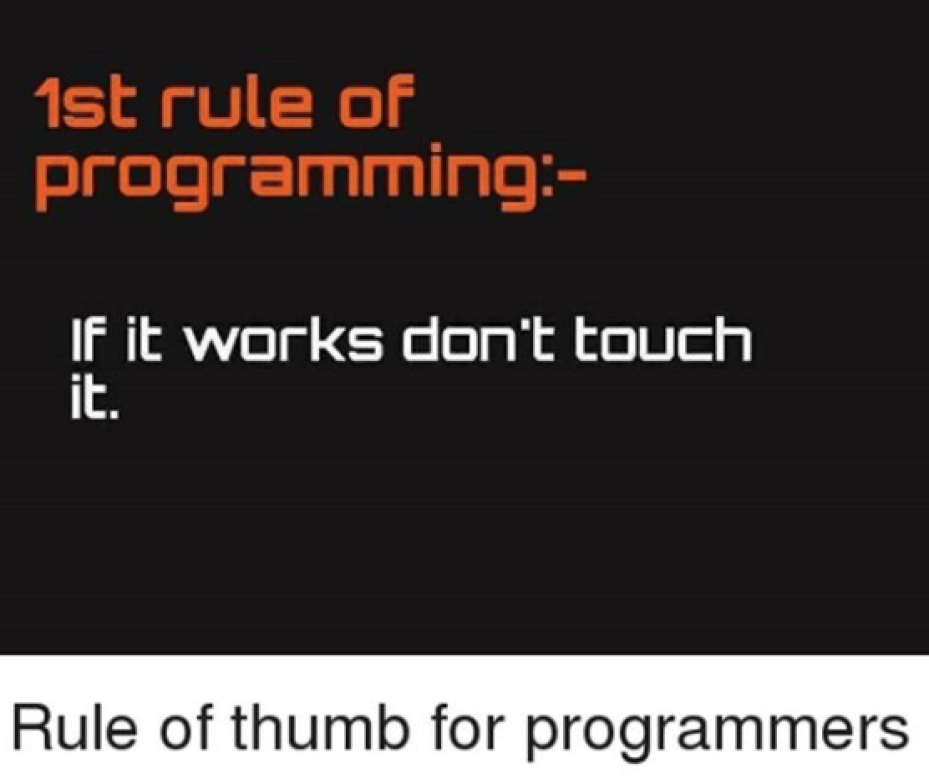 1st rule of
programming:-
If it works don't touch
it.
Rule of thumb for programmers